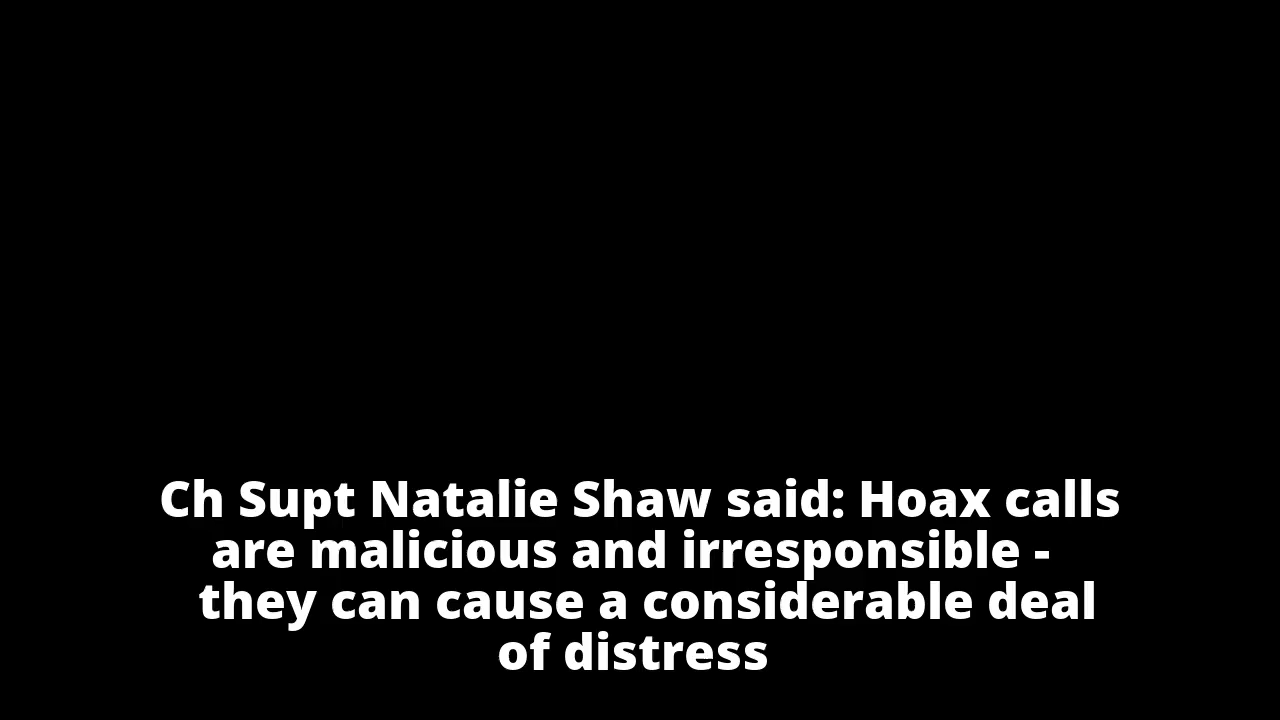 Ch Supt Natalie Shaw said: Hoax calls
are malicious and irresponsible -
they can cause a considerable deal
of distress